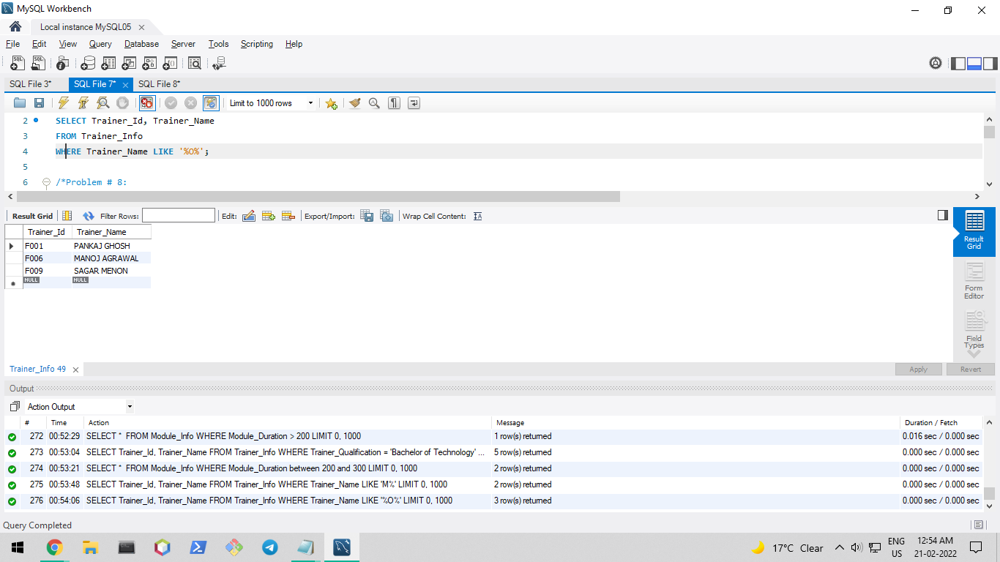 MySQL Workbench
Local instance MySQL05
File Edit View Query Database Server Tools Scripting Help
SQL File 3* SQL File 7* SQL File 8*
Limit to 1000 rows
2 SELECT Trainer_Id, Trainer_Name
3 FROM Trainer_Info
4 WHERE Trainer_Name LIKE '%O%';
5
6 /*Problem # 8:
Result Grid Filter Rows: Edit: Export/Import: Wrap Cell Content:
Trainer_Id Trainer_Name
F001 PANKAJ GHOSH
F006 MANOJ AGRAWAL
F009 SAGAR MENON
NULL NULL
Result Grid
Form Editor
Field Types
Trainer_Info 49 Apply Revert
Output
Action Output
# Time Action Message Duration / Fetch
272 00:52:29 SELECT * FROM Module_Info WHERE Module_Duration > 200 LIMIT 0, 1000 1 row(s) returned 0.016 sec / 0.000 sec
273 00:53:04 SELECT Trainer_Id, Trainer_Name FROM Trainer_Info WHERE Trainer_Qualification = 'Bachelor of Technology' ... 5 row(s) returned 0.000 sec / 0.000 sec
274 00:53:21 SELECT * FROM Module_Info WHERE Module_Duration between 200 and 300 LIMIT 0, 1000 2 row(s) returned 0.000 sec / 0.000 sec
275 00:53:48 SELECT Trainer_Id, Trainer_Name FROM Trainer_Info WHERE Trainer_Name LIKE 'M%' LIMIT 0, 1000 2 row(s) returned 0.000 sec / 0.000 sec
276 00:54:06 SELECT Trainer_Id, Trainer_Name FROM Trainer_Info WHERE Trainer_Name LIKE '%O%' LIMIT 0, 1000 3 row(s) returned 0.000 sec / 0.000 sec
Query Completed
17°C Clear ENG 12:54 AM
US 21-02-2022